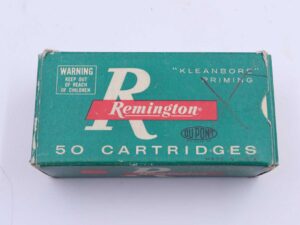 WARNING
KEEP OUT
OF REACH
OF CHILDREN
"KLEANBORE"
PRIMING
R
Remington
DU PONT
50 CARTRIDGES